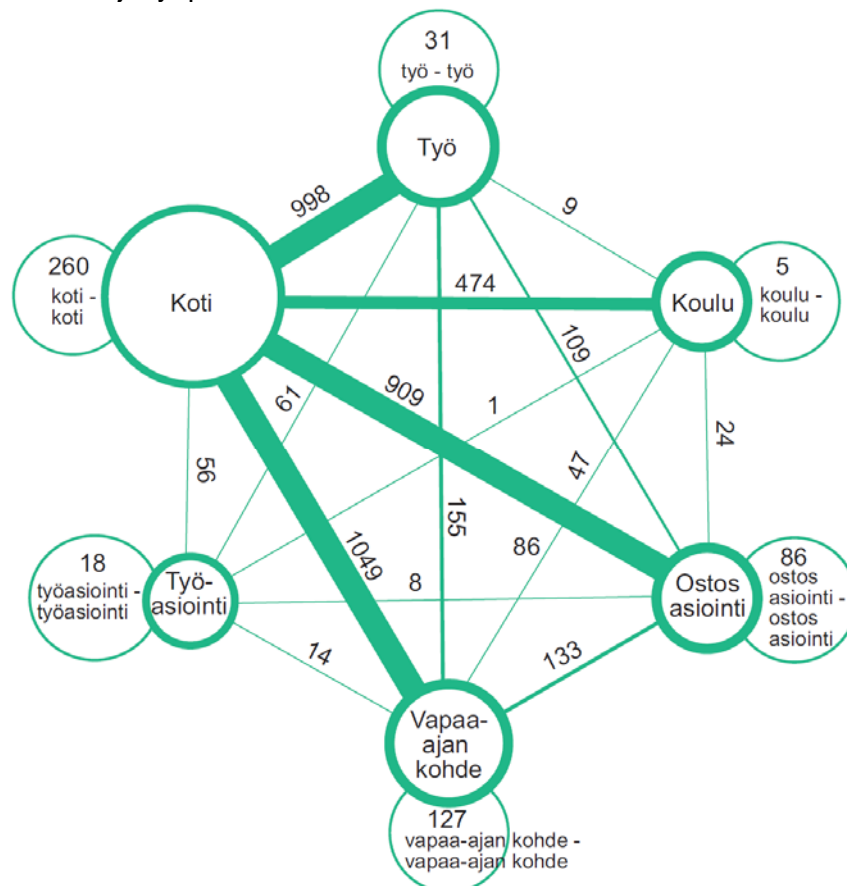 31
työ - työ
Työ
998
9
260
koti -
koti
Koti
474
Koulu
5
koulu -
koulu
109
61
909
1
47
24
56
155
1049
86
18
työasiointi -
työasiointi
Työ-
asiointi
8
Ostos
asiointi
86
ostos
asiointi -
ostos
asiointi
14
133
Vapaa-
ajan
kohde
127
vapaa-ajan kohde -
vapaa-ajan kohde